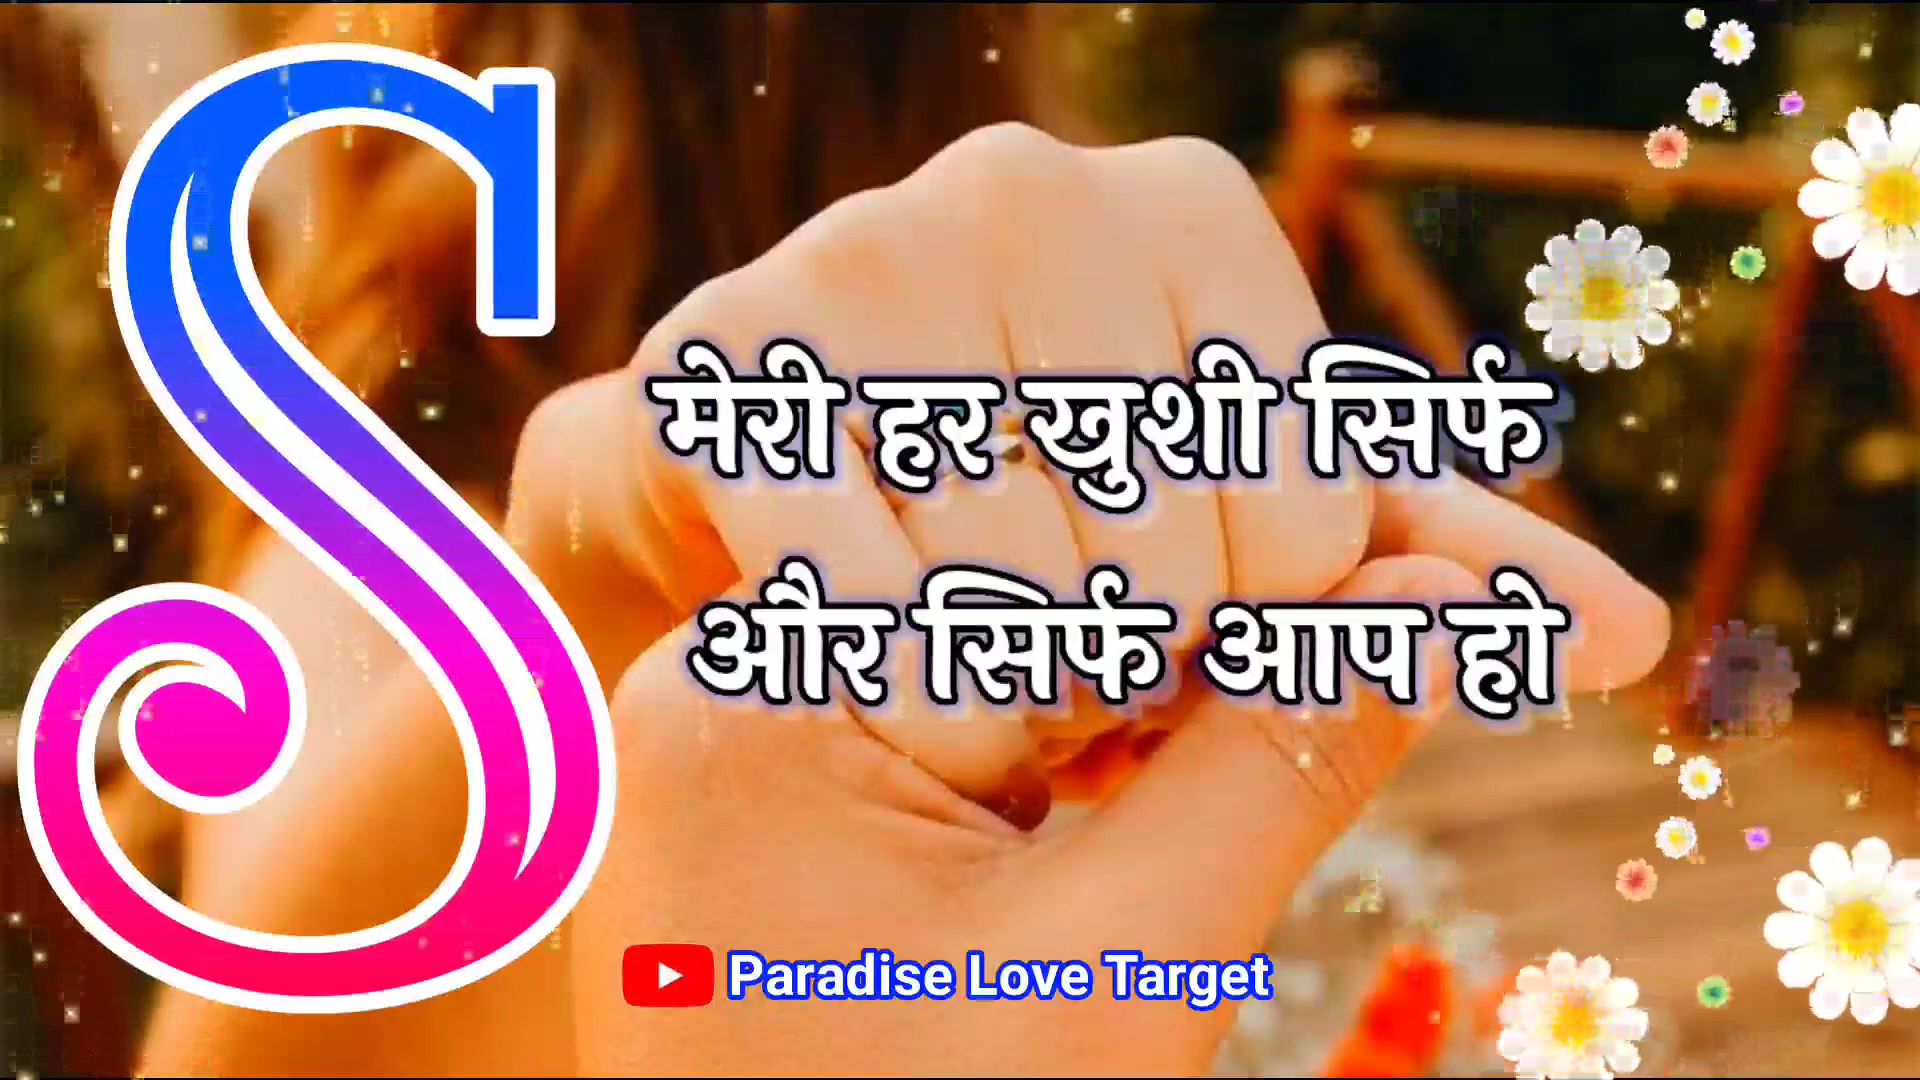 S
मेरी हर खुशी सिर्फ
और सिर्फ आप हो
Paradise Love Target